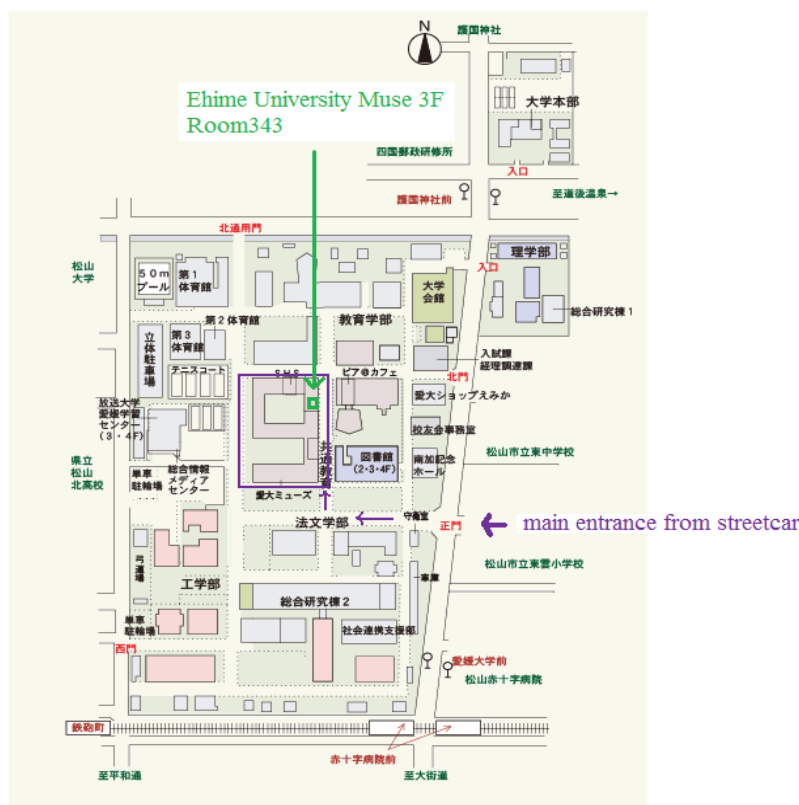 N
護国神社
Ehime University Muse 3F
Room343
大学本部
四国郵政研修所
入口
護国神社前
至道後温泉→
北通用門
松山
大学
50m
プール
第1
体育館
大学
会館
理学部
入口
総合研究棟1
第2体育館
教育学部
第3
体育館
立体駐車場
入試課
経理調達課
テニスコート
SHS
ピア@カフェ
北門
愛大ショップえみか
放送大学
愛媛学習
センター
(3・4F)
校友会事務室
共通教育
図書館
(2・3・4F)
南加記念
ホール
松山市立東中学校
県立
松山
北高校
単車
駐輪場
総合情報
メディア
センター
愛大ミューズ
法文学部
守衛室
正門
main entrance from streetcar
弓道場
工学部
車庫
松山市立東雲小学校
総合研究棟2
単車
駐輪場
社会連携支援部
西門
愛媛大学前
松山赤十字病院
鉄砲町
赤十字病院前
至平和通
至大街道